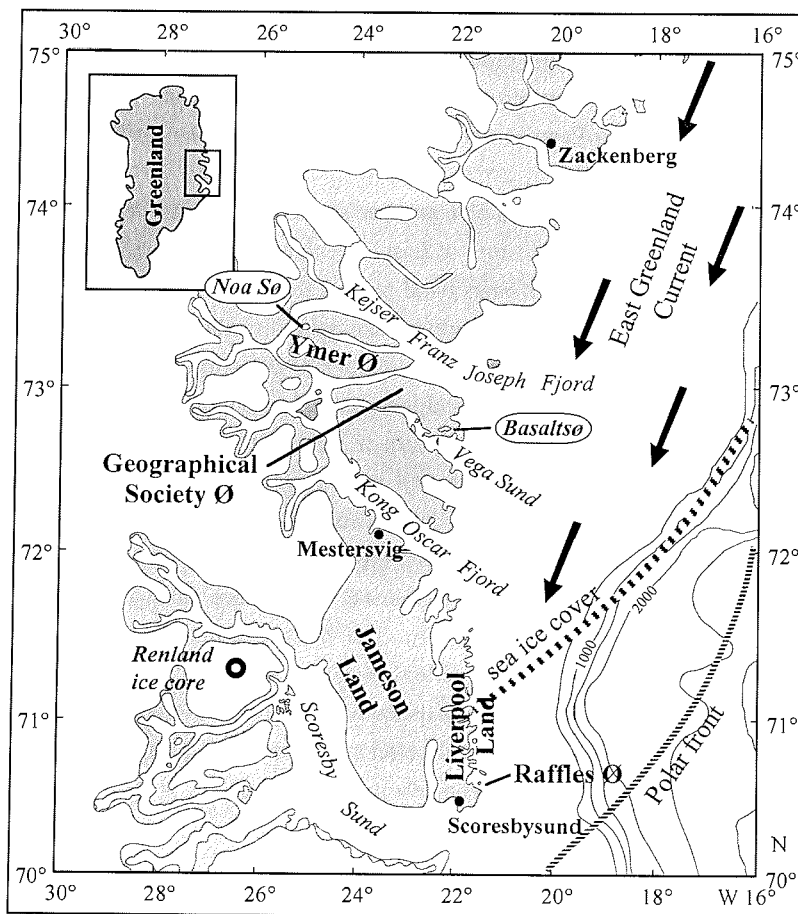 30° 28° 26° 24° 22° 20° 18° 16°
75°
75°
Greenland
Zackenberg
74°
74°
East Greenland
Current
Noa Sø
Kejser Franz Joseph Fjord
Ymer Ø
73°
73°
Basaltsø
Geographical
Society Ø
Vega Sund
Kong Oscar Fjord
Mestersvig
72°
72°
2000
1000
sea ice cover
Renland
ice core
Jameson
Land
Liverpool
Land
71°
71°
Scoresby Sund
Raffles Ø
Polar front
Scoresbysund
N
70°
70°
30° 28° 26° 24° 22° 20° 18° W 16°